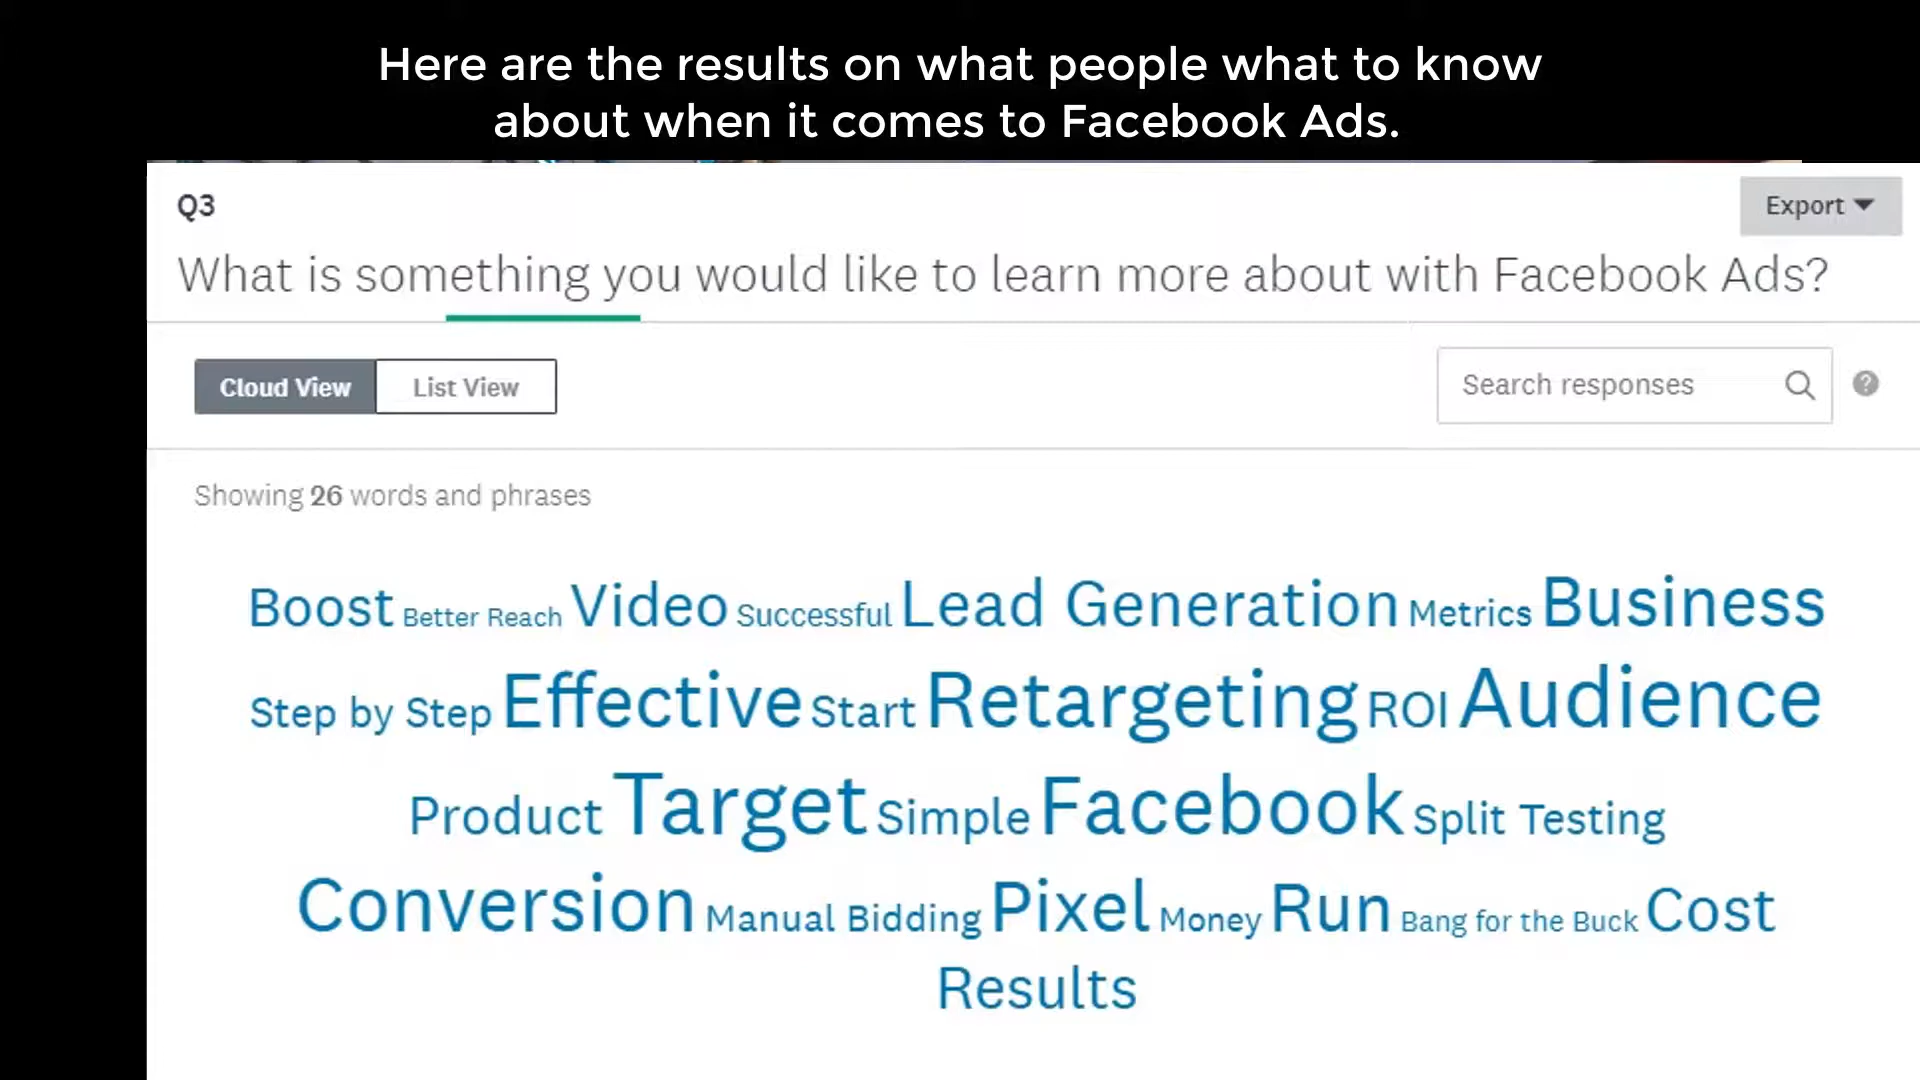 Here are the results on what people what to know
about when it comes to Facebook Ads.
Q3
Export
What is something you would like to learn more about with Facebook Ads?
Cloud View List View
Search responses ?
Showing 26 words and phrases
Boost Better Reach Video Successful Lead Generation Metrics Business
Step by Step Effective Start Retargeting ROI Audience
Product Target Simple Facebook Split Testing
Conversion Manual Bidding Pixel Money Run Bang for the Buck Cost
Results